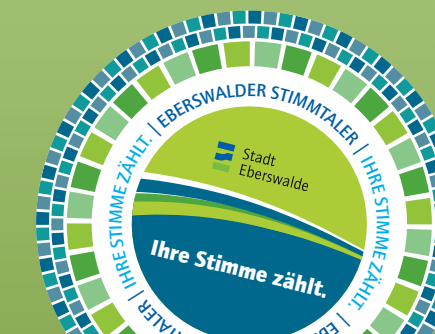 IHRE STIMME ZÄHLT. | EBERSWALDER STIMMTALER | IHRE STIMME ZÄHLT. |
Stadt
Eberswalde
Ihre Stimme zählt.